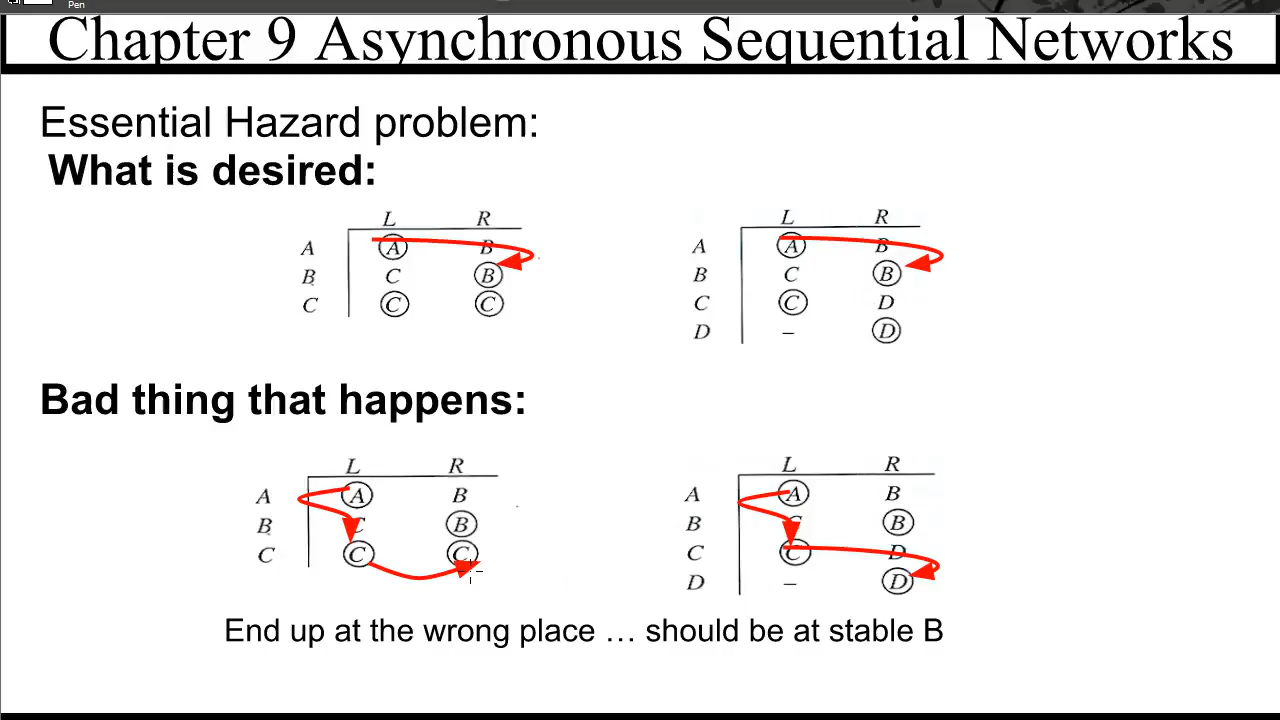 Pen
Chapter 9 Asynchronous Sequential Networks
Essential Hazard problem:
What is desired:
L R
A A B
B C B
C C C
L R
A A B
B C B
C C D
D – D
Bad thing that happens:
L R
A A B
B C B
C C C
L R
A A B
B C B
C C D
D – D
End up at the wrong place … should be at stable B